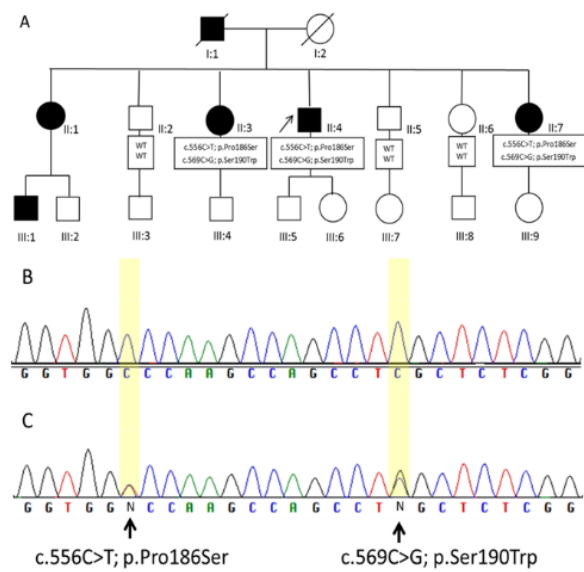 A
I:1
I:2
II:1
II:2
II:3
II:4
II:5
II:6
II:7
WT
WT
c.556C>T; p.Pro186Ser
c.569C>G; p.Ser190Trp
c.556C>T; p.Pro186Ser
c.569C>G; p.Ser190Trp
WT
WT
WT
WT
c.556C>T; p.Pro186Ser
c.569C>G; p.Ser190Trp
III:1
III:2
III:3
III:4
III:5
III:6
III:7
III:8
III:9
B
G G T G G C C C A A G C C A G C C T C G C T C T C G G
C
G G T G G N C C A A G C C A G C C T N G C T C T C G G
c.556C>T; p.Pro186Ser
c.569C>G; p.Ser190Trp